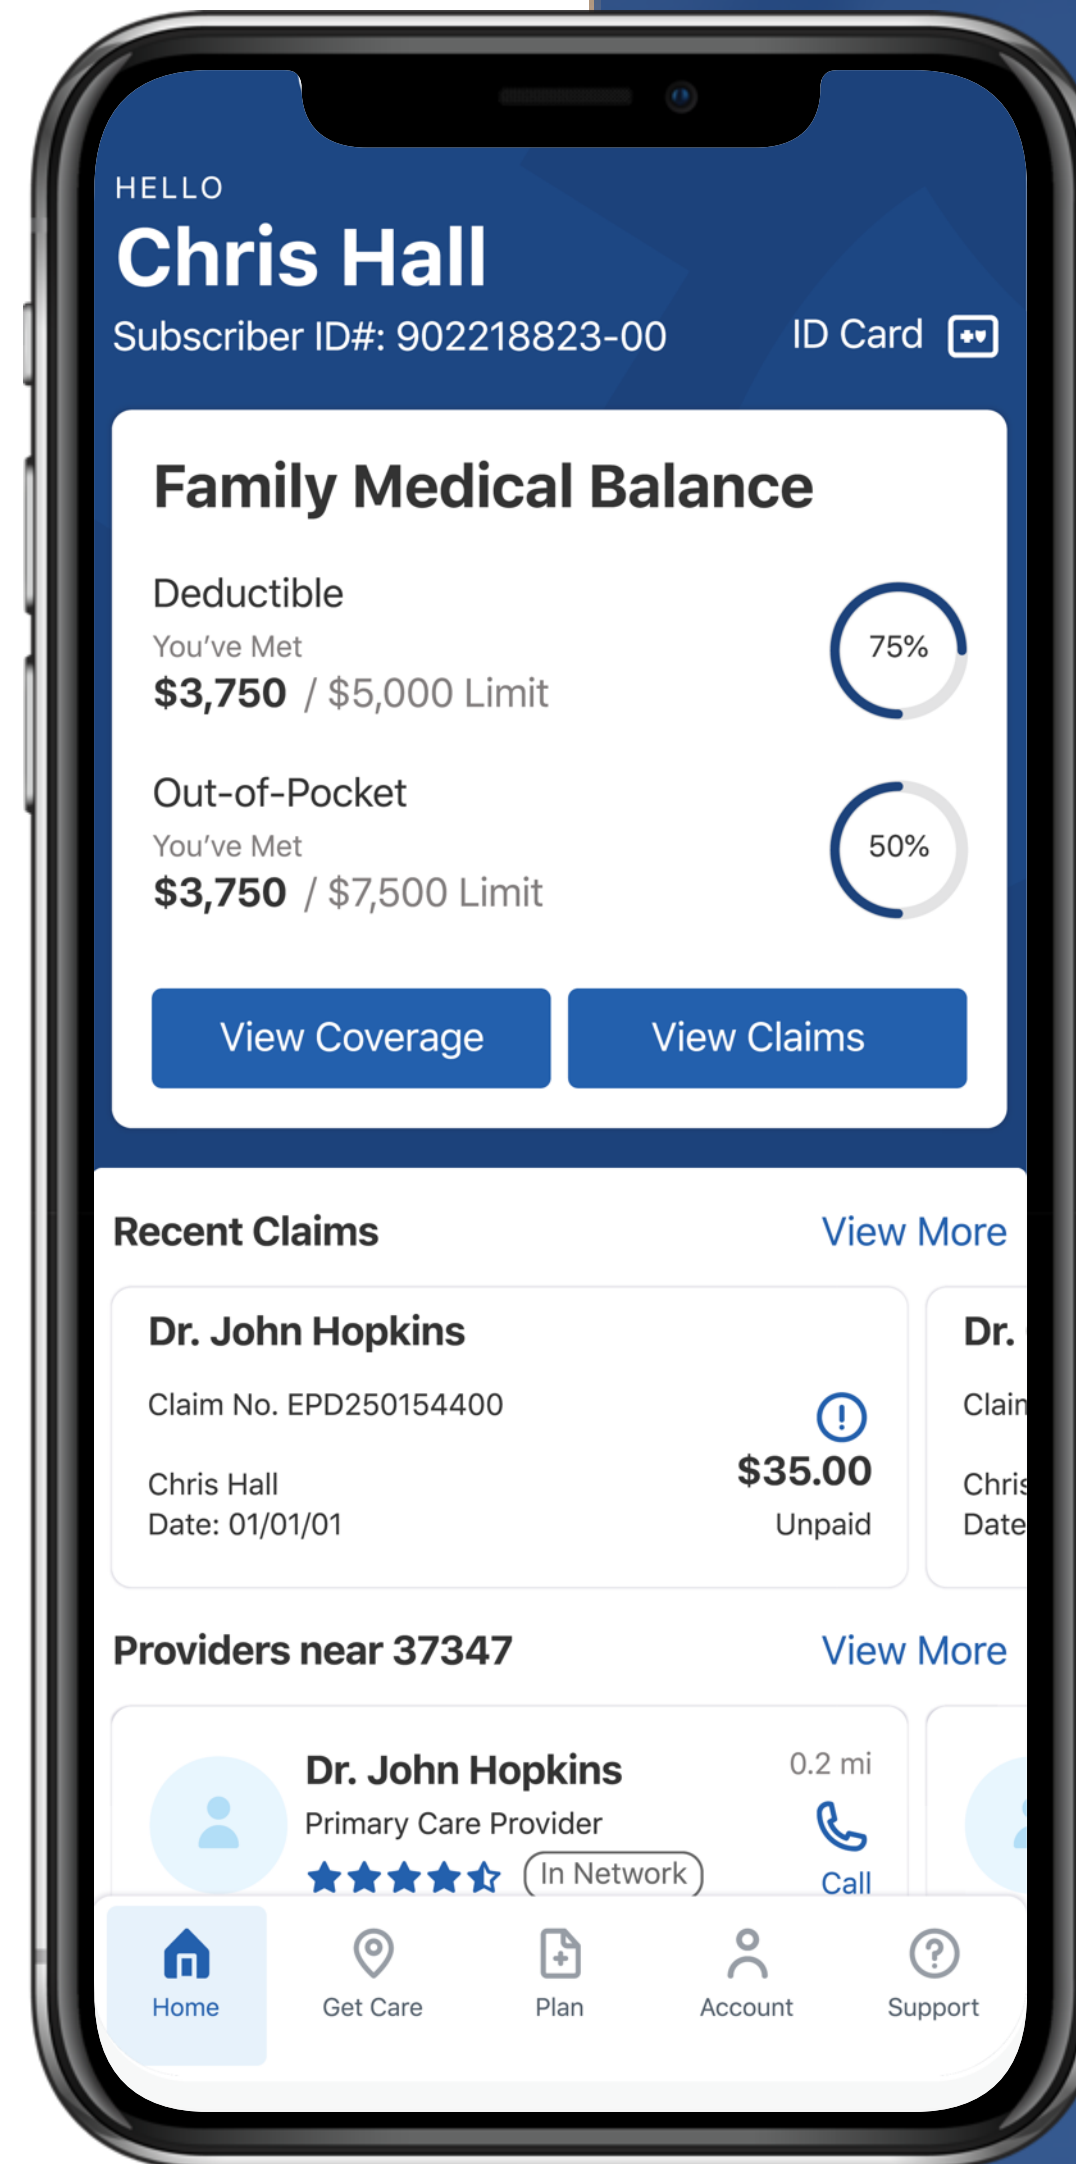 HELLO
Chris Hall
Subscriber ID#: 902218823-00
ID Card
Family Medical Balance
Deductible
You've Met
$3,750 / $5,000 Limit
75%
Out-of-Pocket
You've Met
$3,750 / $7,500 Limit
50%
View Coverage
View Claims
Recent Claims
View More
Dr. John Hopkins
Claim No. EPD250154400
Chris Hall
Date: 01/01/01
$35.00
Unpaid
Dr.
Date
Providers near 37347
View More
Dr. John Hopkins
Primary Care Provider
In Network
0.2 mi
Call
Home
Get Care
Plan
Account
Support